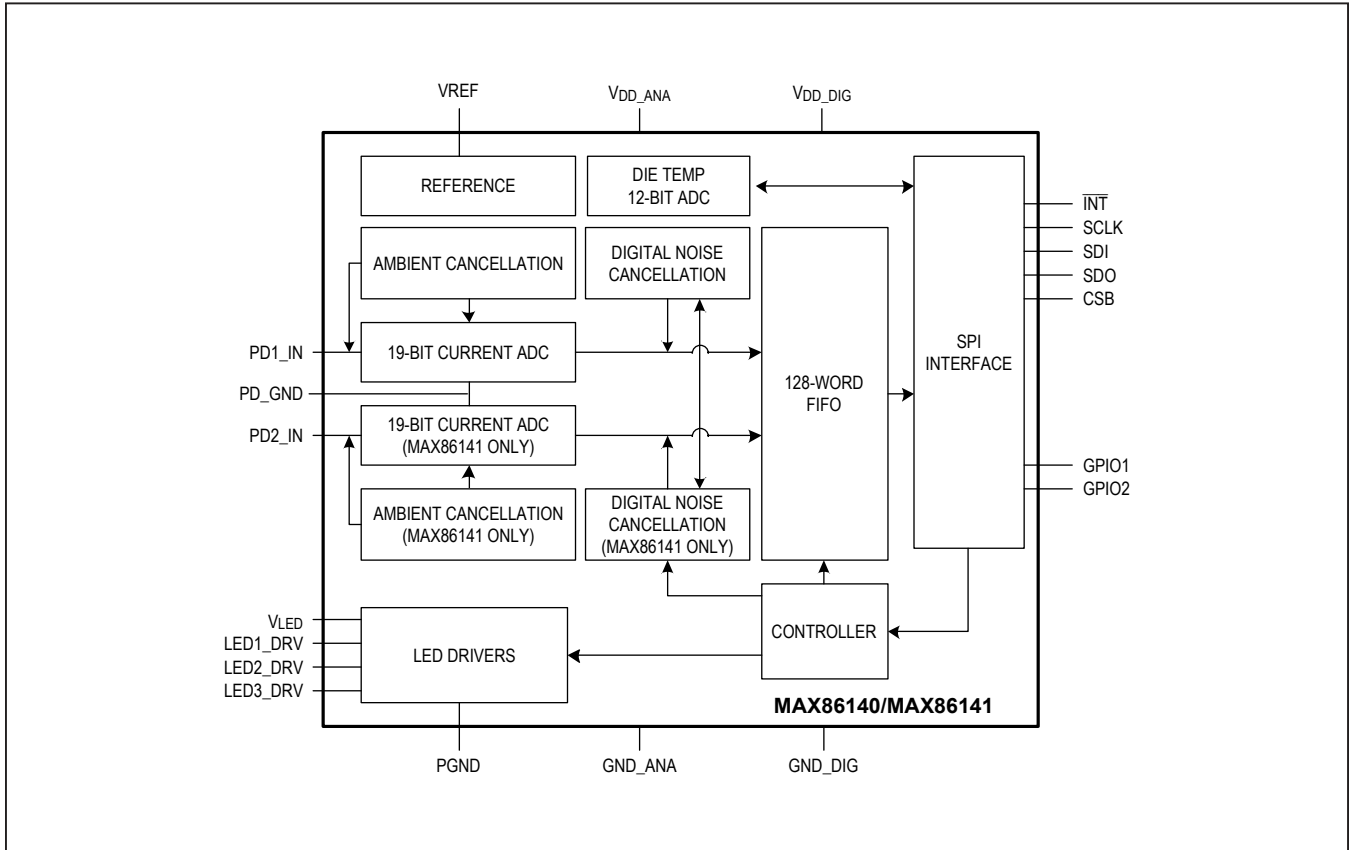 VREF
VDD_ANA
VDD_DIG
REFERENCE
DIE TEMP
12-BIT ADC
AMBIENT CANCELLATION
DIGITAL NOISE
CANCELLATION
PD1_IN
19-BIT CURRENT ADC
PD_GND
PD2_IN
19-BIT CURRENT ADC
(MAX86141 ONLY)
AMBIENT CANCELLATION
(MAX86141 ONLY)
DIGITAL NOISE
CANCELLATION
(MAX86141 ONLY)
128-WORD
FIFO
SPI
INTERFACE
INT
SCLK
SDI
SDO
CSB
GPIO1
GPIO2
VLED
LED1_DRV
LED2_DRV
LED3_DRV
LED DRIVERS
CONTROLLER
MAX86140/MAX86141
PGND
GND_ANA
GND_DIG